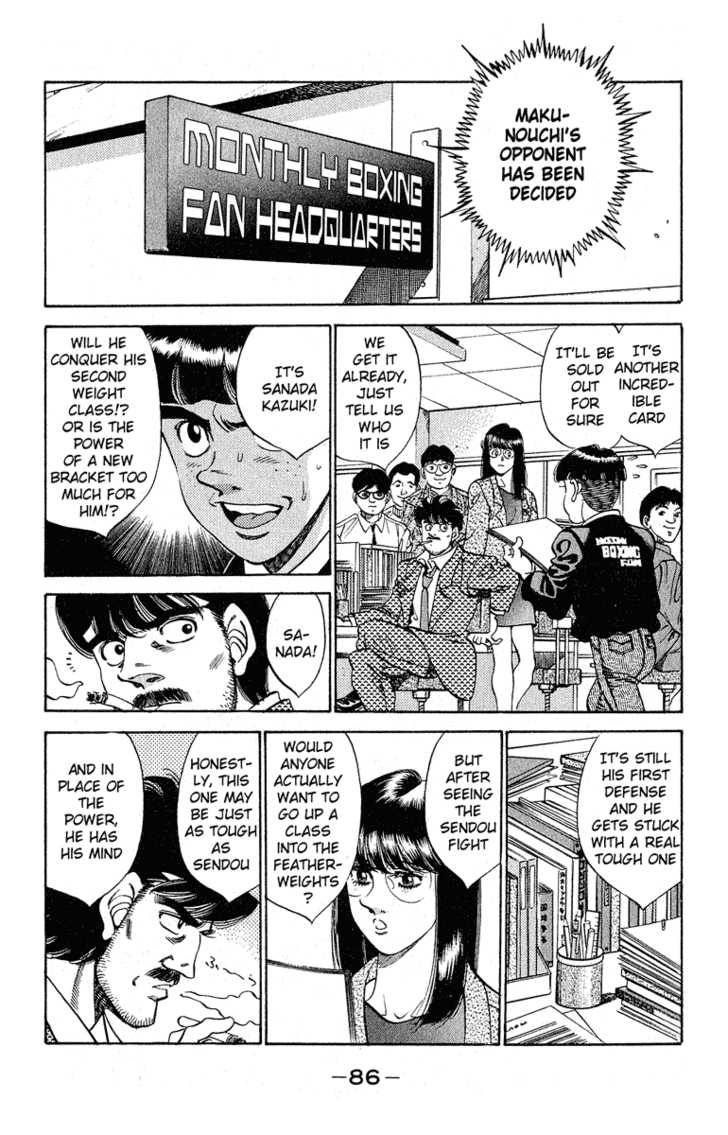 MAKU-
NOUCHI'S
OPPONENT
HAS BEEN
DECIDED
MONTHLY BOXING
FAN HEADQUARTERS
IT'S
ANOTHER
INCRED-
IBLE
CARD
IT'LL BE
SOLD
OUT
FOR
SURE
WE
GET IT
ALREADY,
JUST
TELL US
WHO
IT IS
BOXING
IT'S
SANADA
KAZUKI!
WILL HE
CONQUER HIS
SECOND
WEIGHT
CLASS!?
OR IS THE
POWER
OF A NEW
BRACKET TOO
MUCH FOR
HIM!?
SA-
NADA!
IT'S STILL
HIS FIRST
DEFENSE
AND HE
GETS STUCK
WITH A REAL
TOUGH ONE
BUT
AFTER
SEEING
THE
SENDOU
FIGHT
WOULD
ANYONE
ACTUALLY
WANT TO
GO UP A
CLASS
INTO THE
FEATHER-
WEIGHTS
?
HONEST-
LY, THIS
ONE MAY
BE JUST
AS TOUGH
AS
SENDOU
AND IN
PLACE OF
THE
POWER,
HE HAS
HIS MIND
—86—